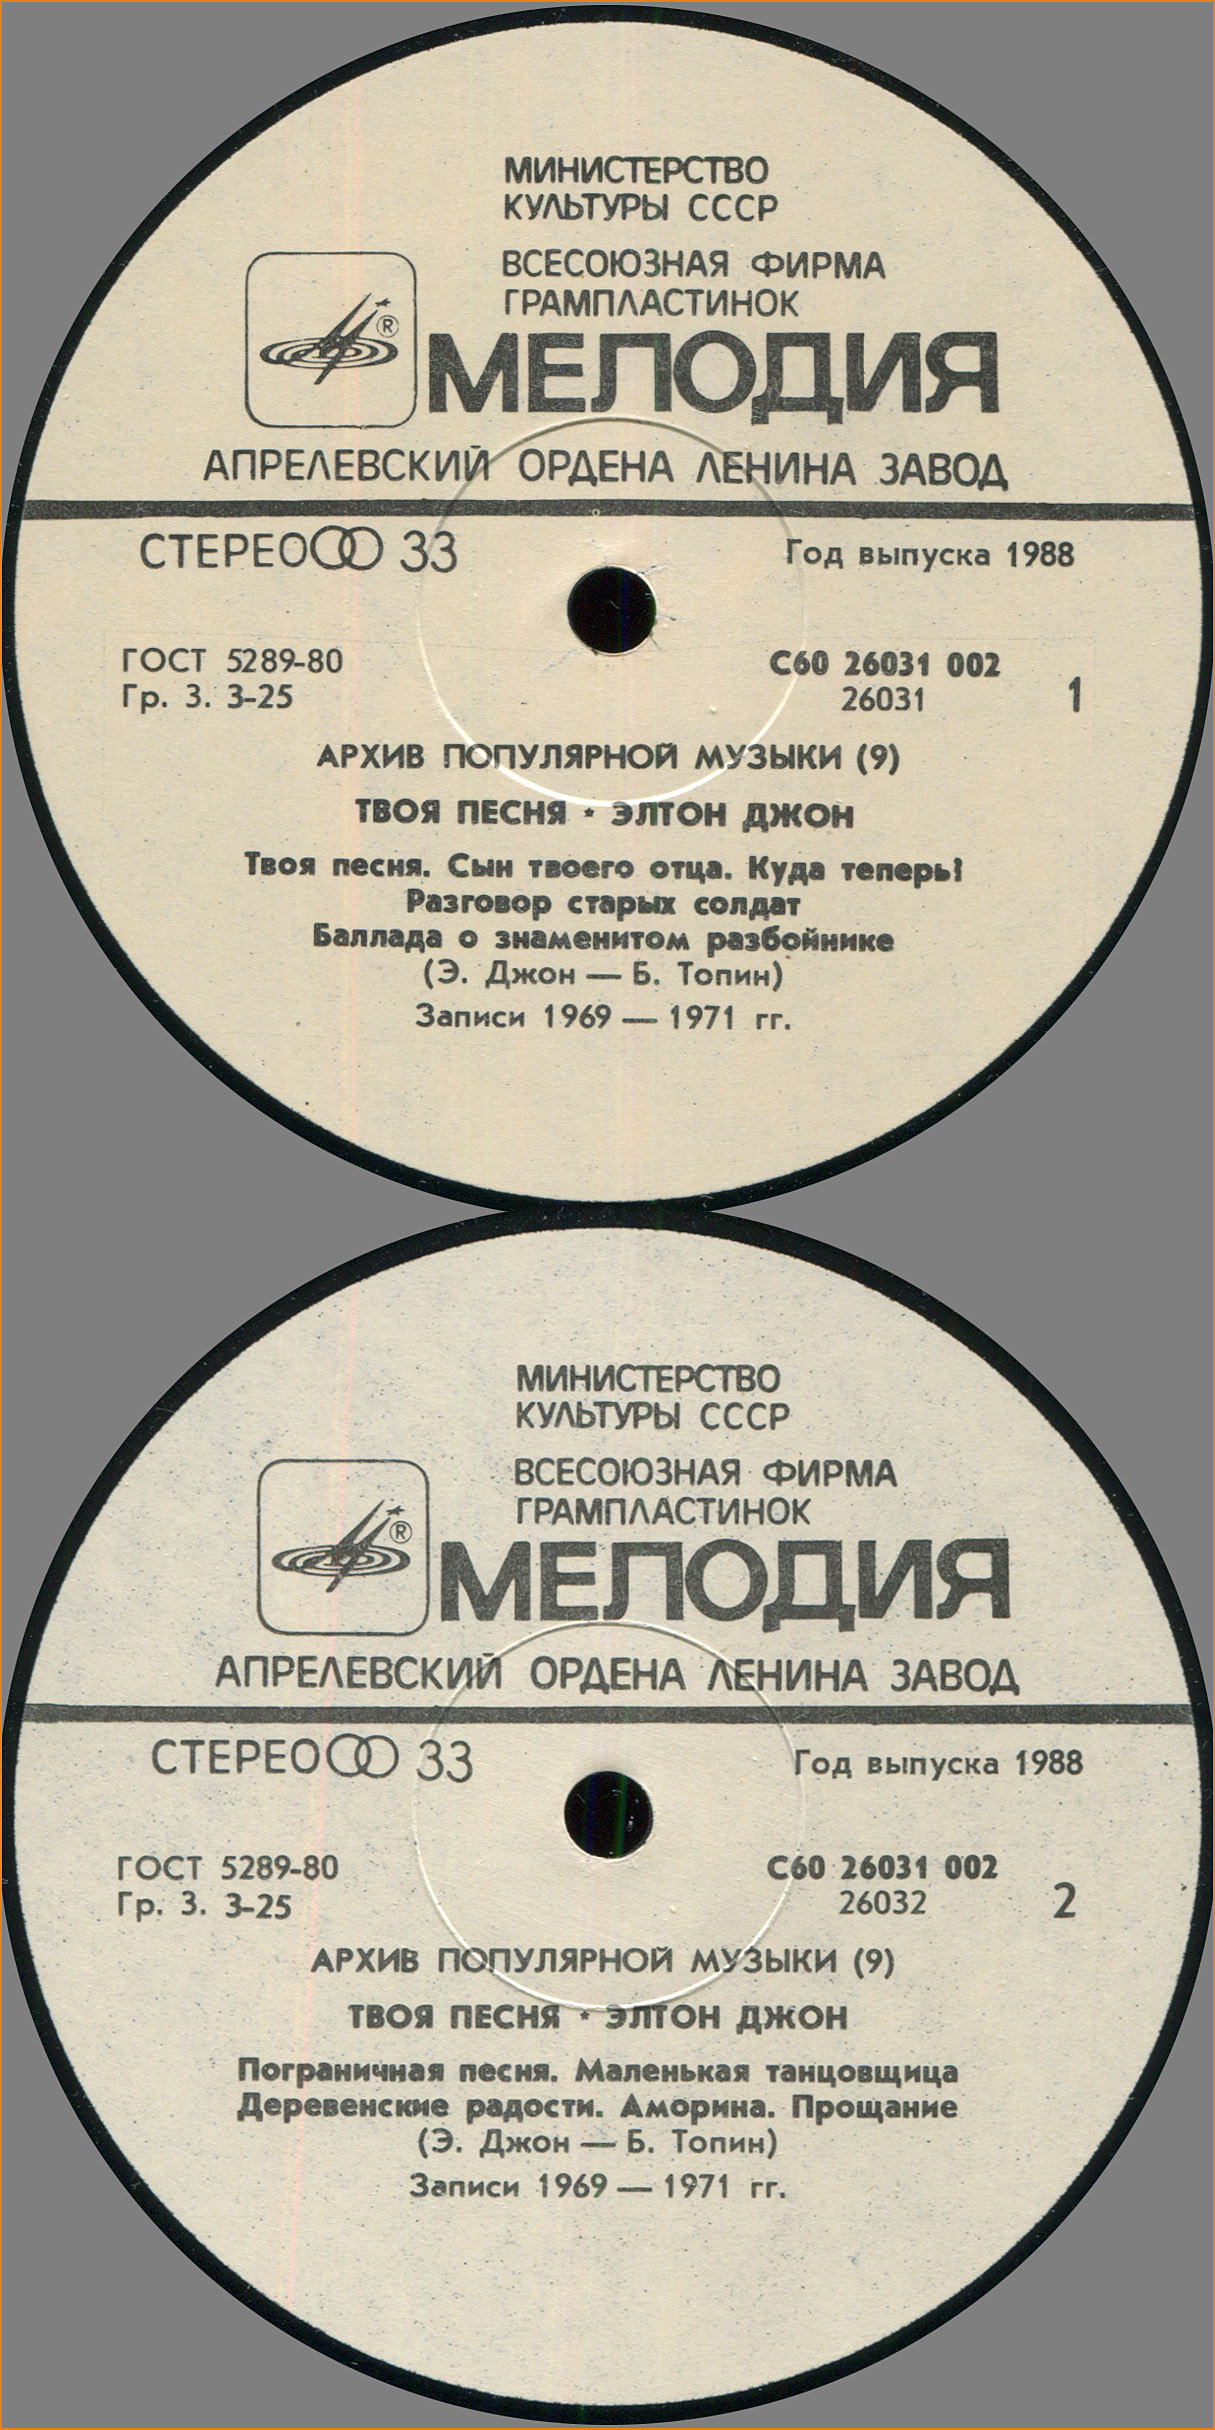 МИНИСТЕРСТВО
КУЛЬТУРЫ СССР
ВСЕСОЮЗНАЯ ФИРМА
ГРАМПЛАСТИНОК
®
МЕЛОДИЯ
АПРЕЛЕВСКИЙ ОРДЕНА ЛЕНИНА ЗАВОД
СТЕРЕО 33
Год выпуска 1988
ГОСТ 5289-80
Гр. 3. 3-25
С60 26031 002
26031
1
АРХИВ ПОПУЛЯРНОЙ МУЗЫКИ (9)
ТВОЯ ПЕСНЯ * ЭЛТОН ДЖОН
Твоя песня. Сын твоего отца. Куда теперь?
Разговор старых солдат
Баллада о знаменитом разбойнике
(Э. Джон — Б. Топин)
Записи 1969 — 1971 гг.
МИНИСТЕРСТВО
КУЛЬТУРЫ СССР
ВСЕСОЮЗНАЯ ФИРМА
ГРАМПЛАСТИНОК
®
МЕЛОДИЯ
АПРЕЛЕВСКИЙ ОРДЕНА ЛЕНИНА ЗАВОД
СТЕРЕО 33
Год выпуска 1988
ГОСТ 5289-80
Гр. 3. 3-25
С60 26031 002
26032
2
АРХИВ ПОПУЛЯРНОЙ МУЗЫКИ (9)
ТВОЯ ПЕСНЯ * ЭЛТОН ДЖОН
Пограничная песня. Маленькая танцовщица
Деревенские радости. Аморина. Прощание
(Э. Джон — Б. Топин)
Записи 1969 — 1971 гг.